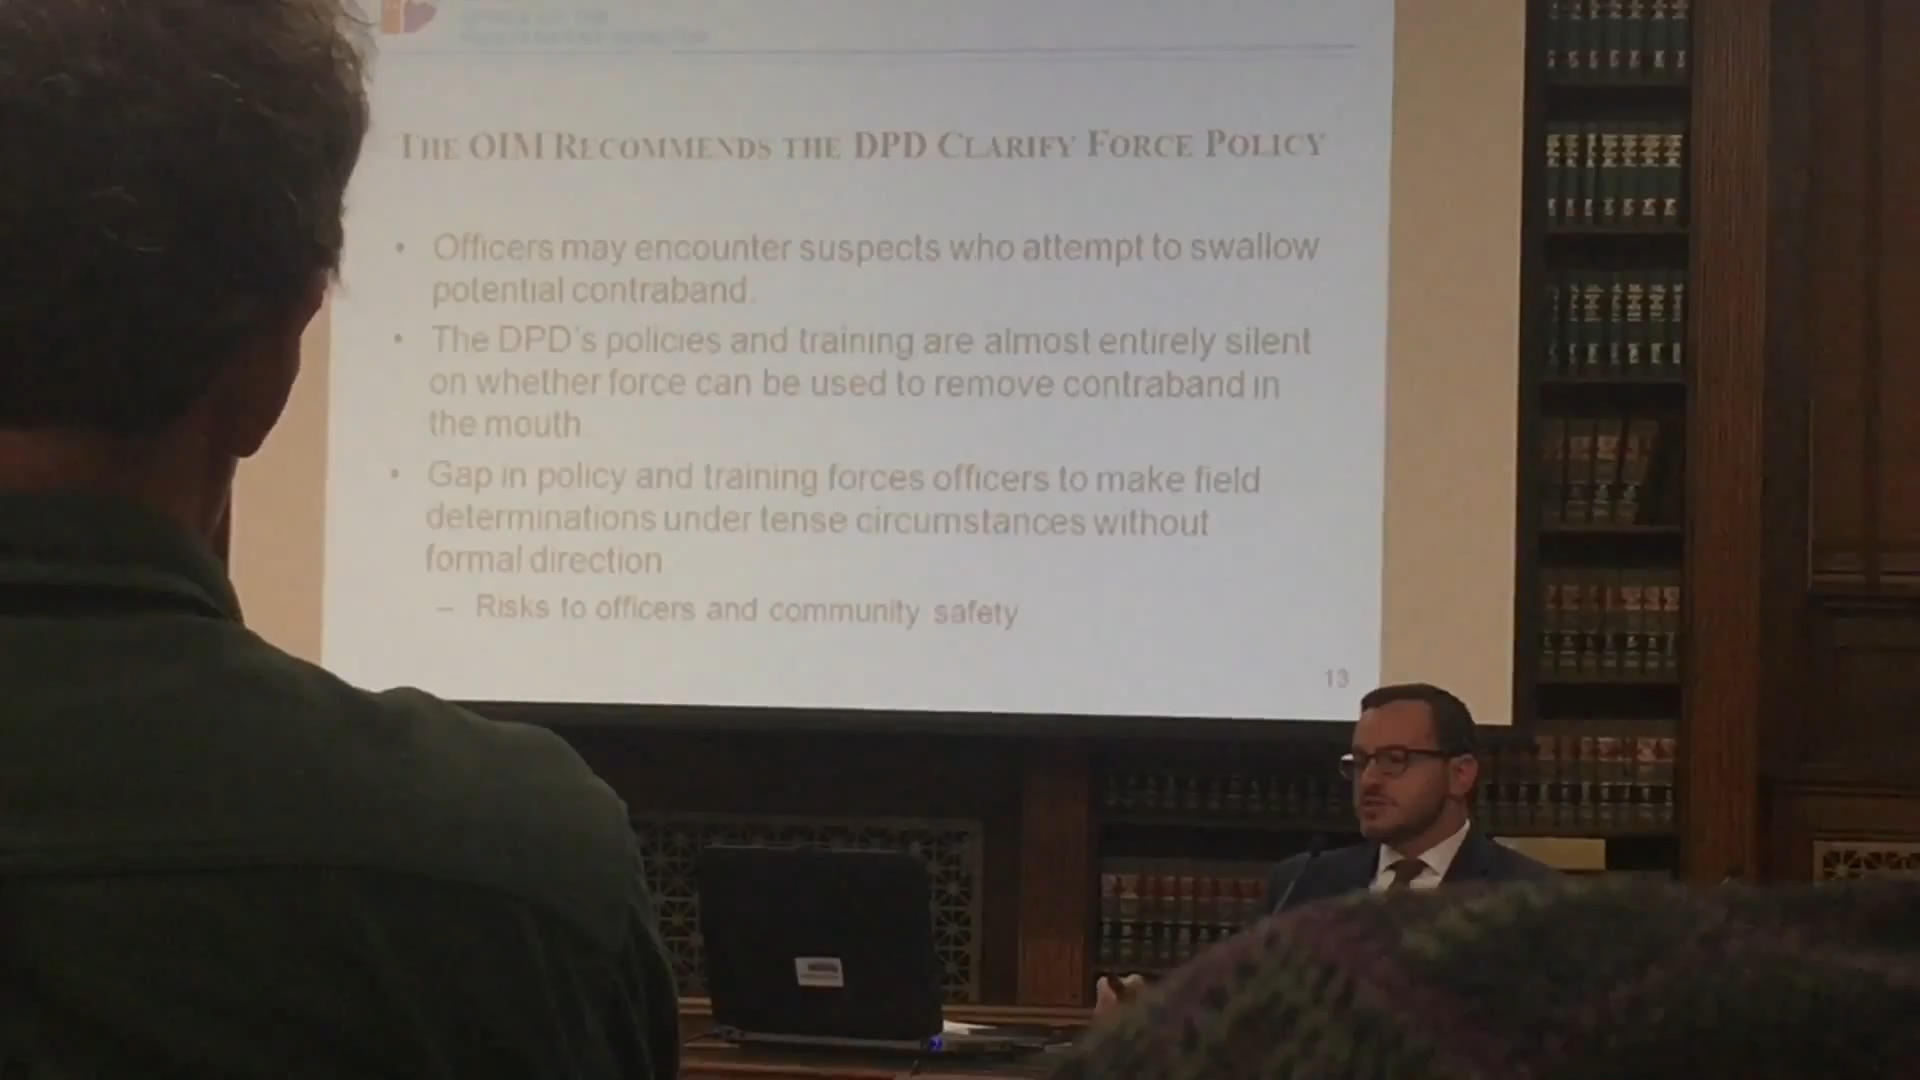 THE OIM RECOMMENDS THE DPD CLARIFY FORCE POLICY
• Officers may encounter suspects who attempt to swallow
potential contraband.
• The DPD's policies and training are almost entirely silent
on whether force can be used to remove contraband in
the mouth.
• Gap in policy and training forces officers to make field
determinations under tense circumstances without
formal direction
– Risks to officers and community safety
13